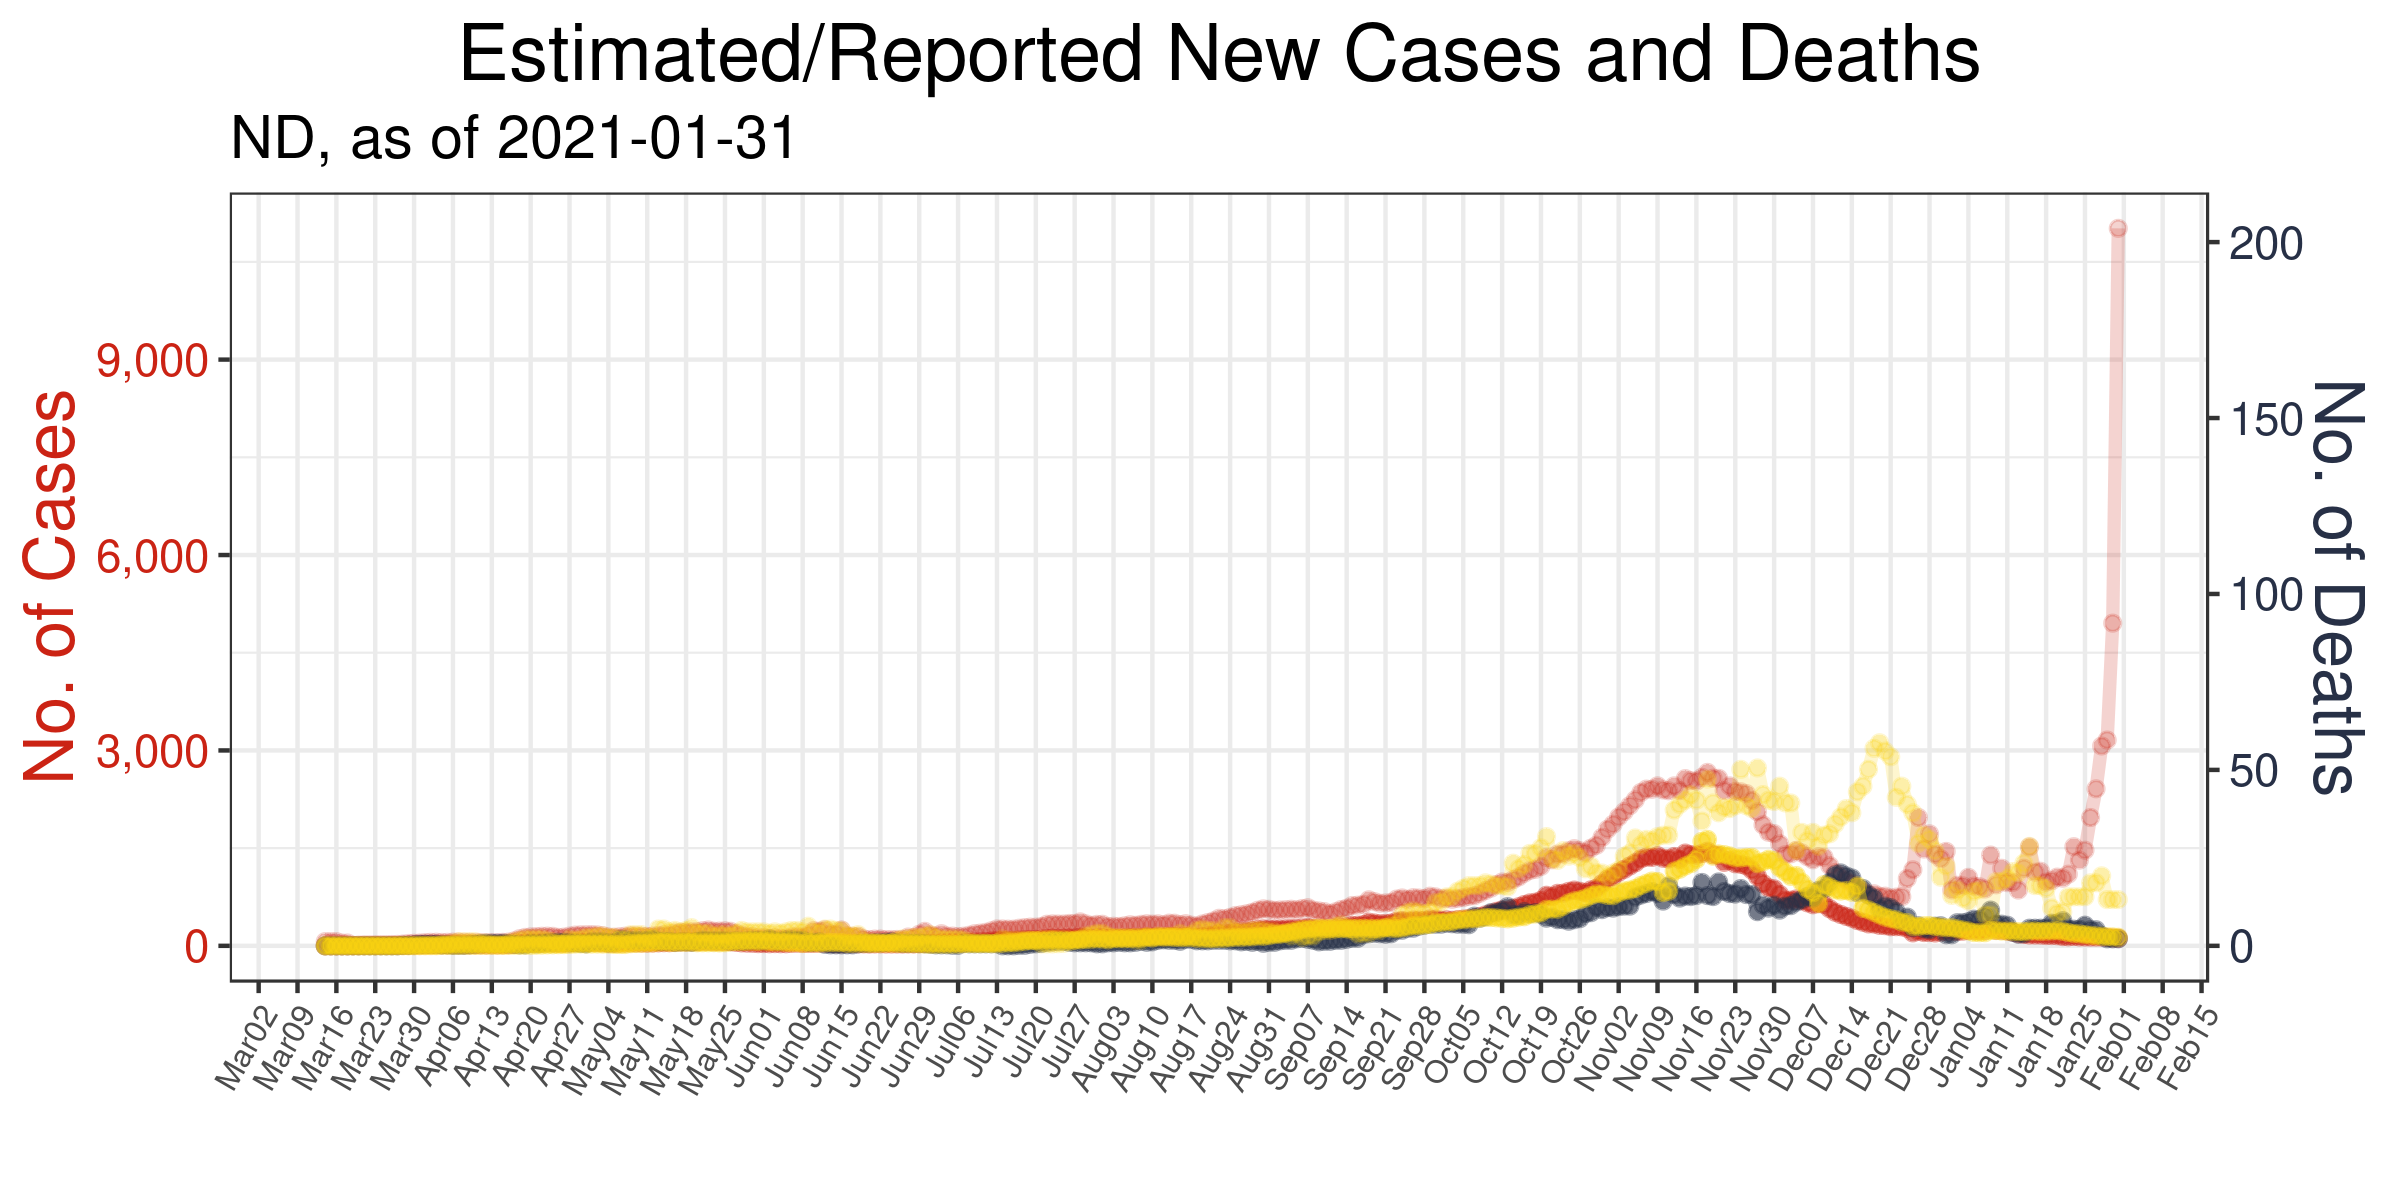 Estimated/Reported New Cases and Deaths
ND, as of 2021-01-31
No. of Cases
9,000
6,000
3,000
0
200
150
100
50
0
No. of Deaths
Mar02
Mar09
Mar16
Mar23
Mar30
Apr06
Apr13
Apr20
Apr27
May04
May11
May18
May25
Jun01
Jun08
Jun15
Jun22
Jun29
Jul06
Jul13
Jul20
Jul27
Aug03
Aug10
Aug17
Aug24
Aug31
Sep07
Sep14
Sep21
Sep28
Oct05
Oct12
Oct19
Oct26
Nov02
Nov09
Nov16
Nov23
Nov30
Dec07
Dec14
Dec21
Dec28
Jan04
Jan11
Jan18
Jan25
Feb01
Feb08
Feb15